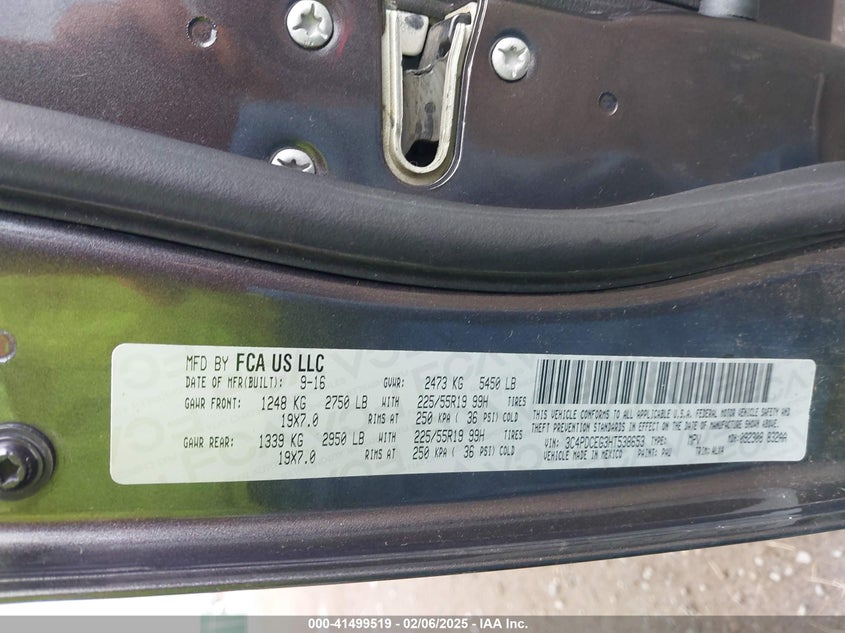 MFD BY FCA US LLC
DATE OF MFR(BUILT): 9-16 GVWR: 2473 KG 5450 LB
GAWR FRONT: 1248 KG 2750 LB WITH 225/55R19 99H TIRES
19X7.0 RIMS AT 250 KPA ( 36 PSI) COLD
GAWR REAR: 1339 KG 2950 LB WITH 225/55R19 99H TIRES
19X7.0 RIMS AT 250 KPA ( 36 PSI) COLD
THIS VEHICLE CONFORMS TO ALL APPLICABLE U.S.A. FEDERAL MOTOR VEHICLE SAFETY AND
THEFT PREVENTION STANDARDS IN EFFECT ON THE DATE OF MANUFACTURE SHOWN ABOVE.
VIN: 3C4PDCEG3HT538653 TYPE: MPV MDH: 092306 832AA
VEHICLE MADE IN MEXICO PAINT: PAU TRIM: ALXA
000-41499519 — 02/06/2025 — IAA Inc.